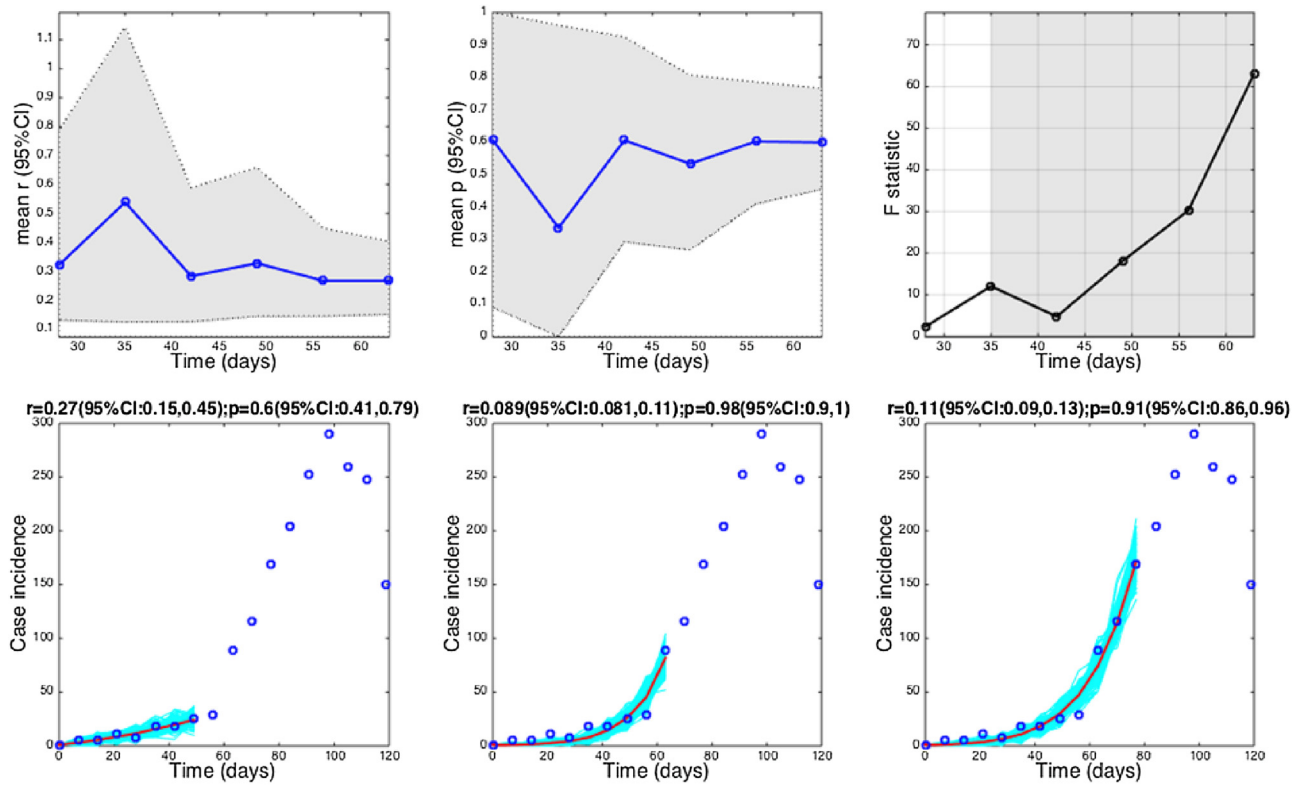 mean r (95%CI)
1.1
1
0.9
0.8
0.7
0.6
0.5
0.4
0.3
0.2
0.1
30 35 40 45 50 55 60
Time (days)
mean p (95%CI)
1
0.9
0.8
0.7
0.6
0.5
0.4
0.3
0.2
0.1
0
30 35 40 45 50 55 60
Time (days)
F statistic
70
60
50
40
30
20
10
0
30 35 40 45 50 55 60
Time (days)
r=0.27(95%CI:0.15,0.45);p=0.6(95%CI:0.41,0.79)
Case incidence
300
250
200
150
100
50
0
0 20 40 60 80 100 120
Time (days)
r=0.089(95%CI:0.081,0.11);p=0.98(95%CI:0.9,1)
Case incidence
300
250
200
150
100
50
0
0 20 40 60 80 100 120
Time (days)
r=0.11(95%CI:0.09,0.13);p=0.91(95%CI:0.86,0.96)
Case incidence
300
250
200
150
100
50
0
0 20 40 60 80 100 120
Time (days)